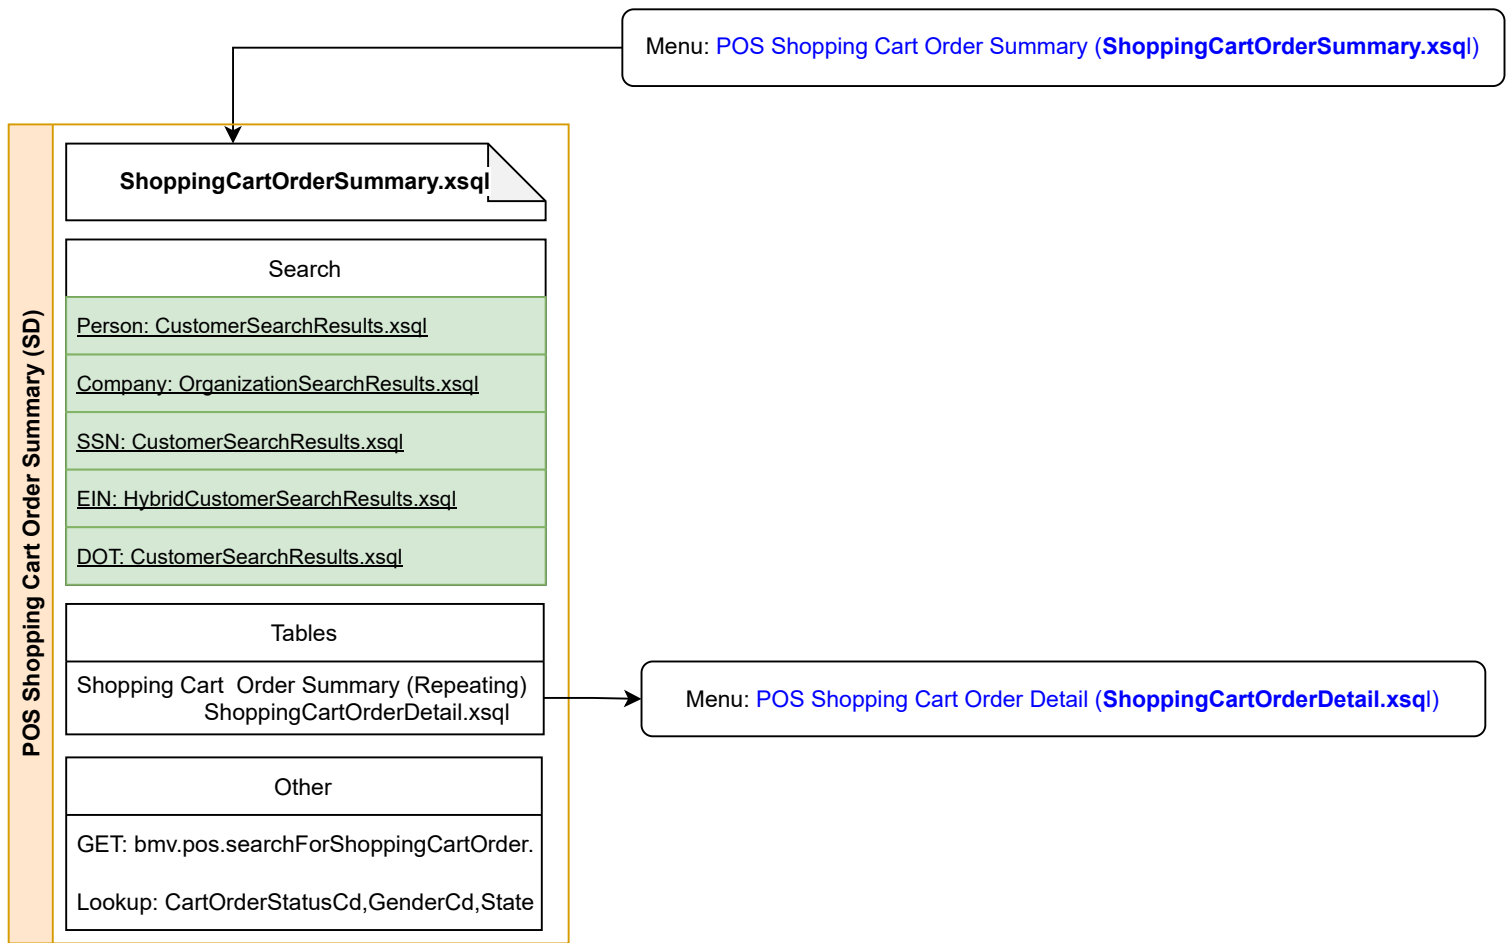 Menu: POS Shopping Cart Order Summary (ShoppingCartOrderSummary.xsql)
POS Shopping Cart Order Summary (SD)
ShoppingCartOrderSummary.xsql
Search
Person: CustomerSearchResults.xsql
Company: OrganizationSearchResults.xsql
SSN: CustomerSearchResults.xsql
EIN: HybridCustomerSearchResults.xsql
DOT: CustomerSearchResults.xsql
Tables
Shopping Cart  Order Summary (Repeating)
ShoppingCartOrderDetail.xsql
Menu: POS Shopping Cart Order Detail (ShoppingCartOrderDetail.xsql)
Other
GET: bmv.pos.searchForShoppingCartOrder.
Lookup: CartOrderStatusCd,GenderCd,State